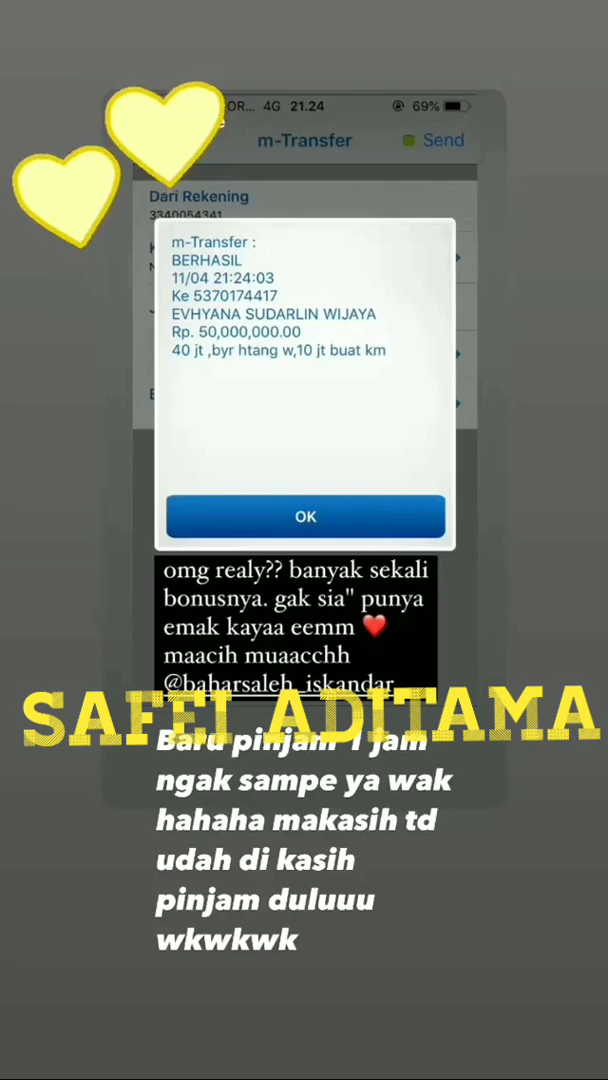 OR... 4G 21.24 69%
m-Transfer Send
Dari Rekening
3340054341
m-Transfer :
BERHASIL
11/04 21:24:03
Ke 5370174417
EVHYANA SUDARLIN WIJAYA
Rp. 50,000,000.00
40 jt ,byr htang w,10 jt buat km
OK
omg realy?? banyak sekali
bonusnya. gak sia" punya
emak kayaa eemm ❤️
maacih muaacchh
@baharsaleh_iskandar
SAFEI ADITAMA
Baru pinjam 1 jam
ngak sampe ya wak
hahaha makasih td
udah di kasih
pinjam duluuu
wkwkwk